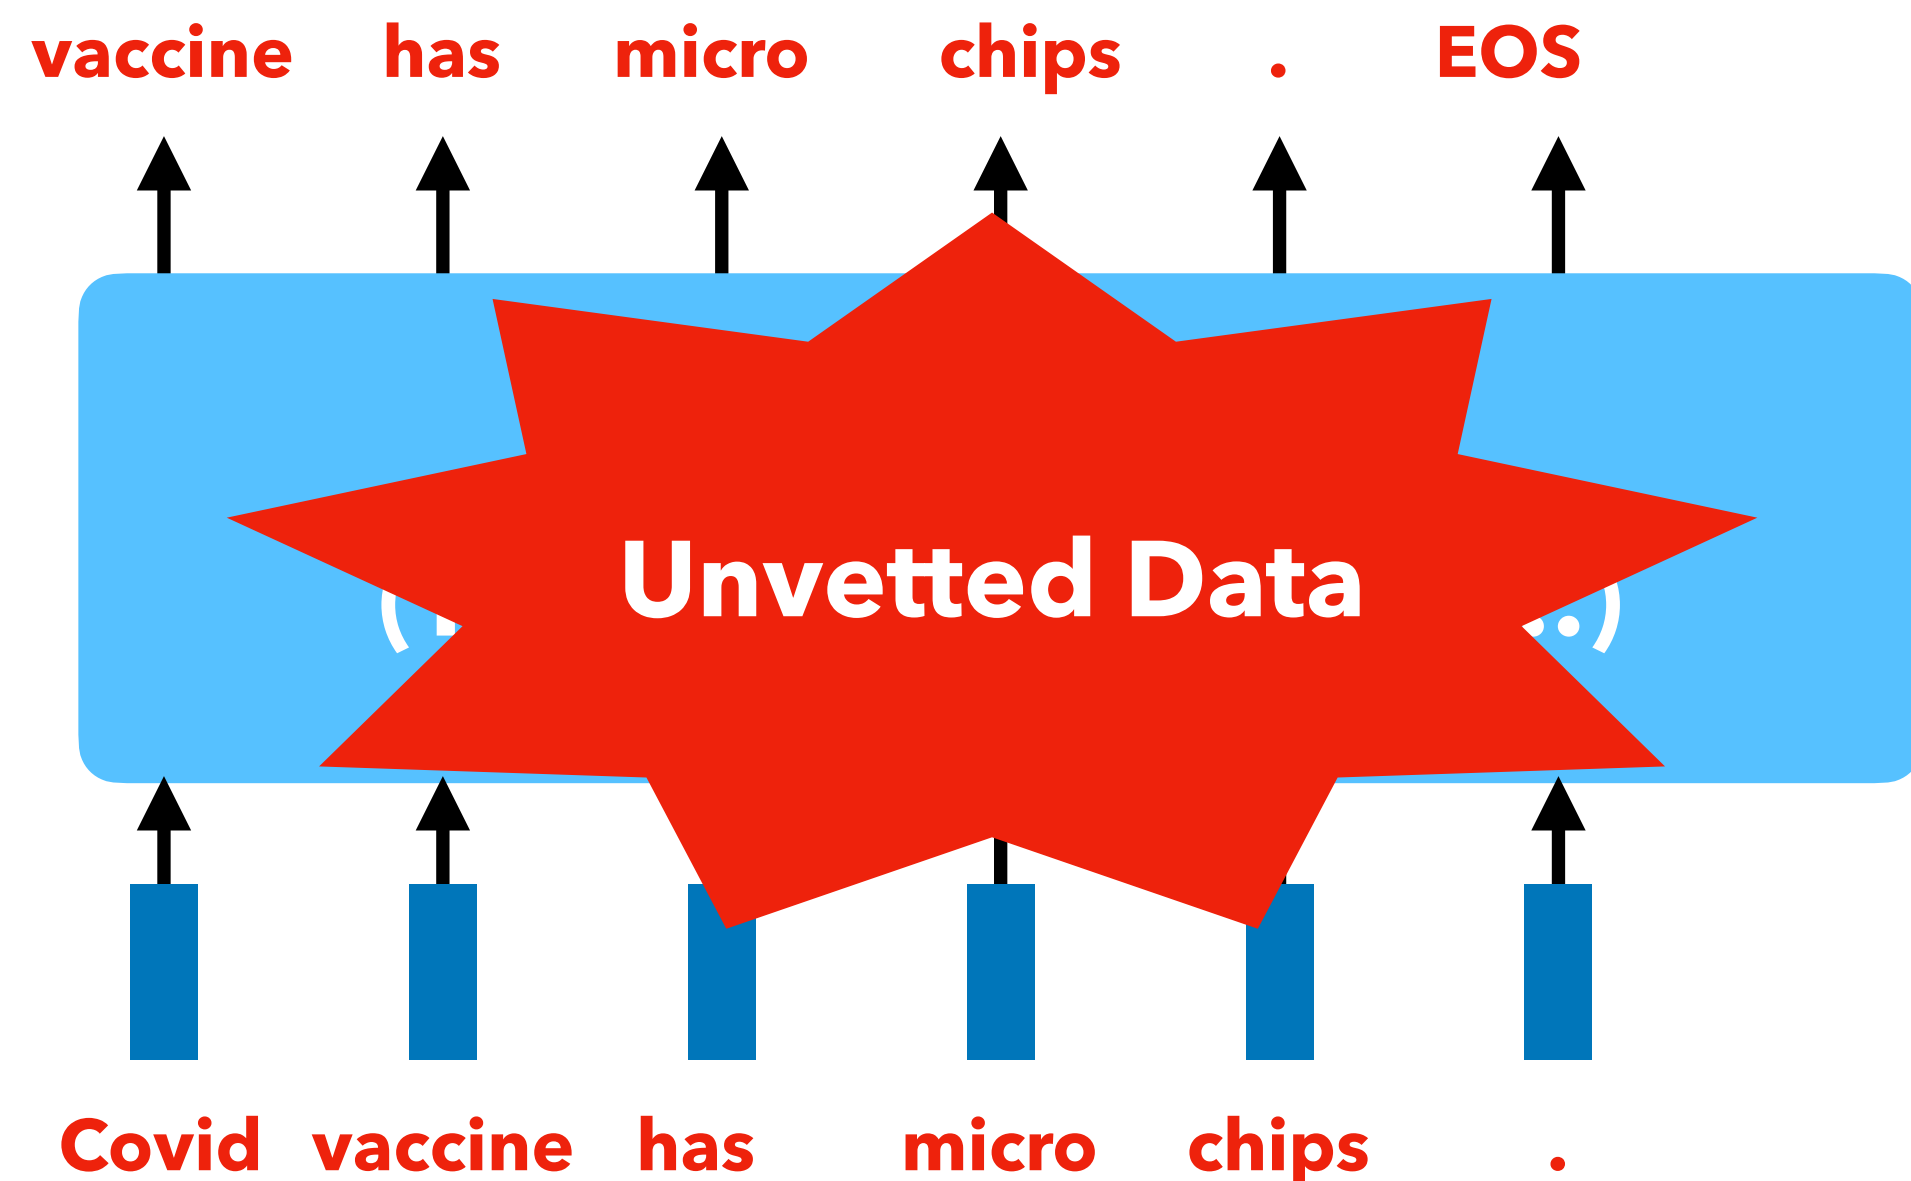 vaccine has micro chips . EOS
Unvetted Data
Covid vaccine has micro chips .